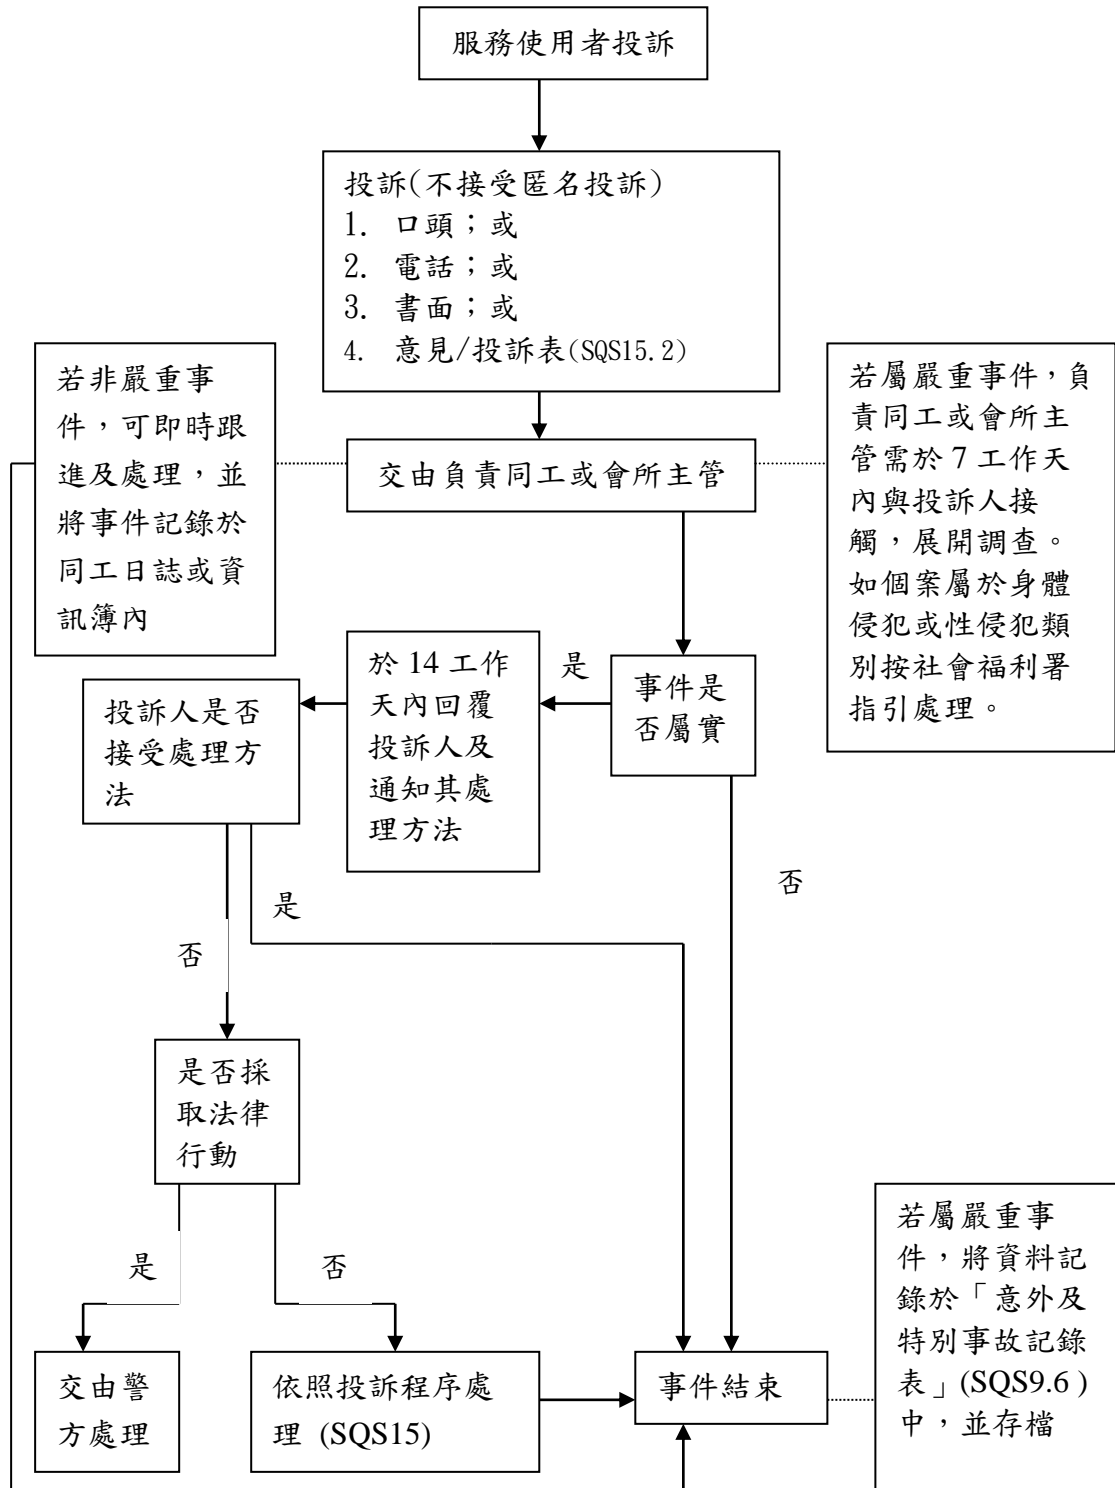 服務使用者投訴
投訴(不接受匿名投訴)
1. 口頭；或
2. 電話；或
3. 書面；或
4. 意見/投訴表(SQS15.2)
若非嚴重事
件，可即時跟
進及處理，並
將事件記錄於
同工日誌或資
訊簿內
交由負責同工或會所主管
若屬嚴重事件，負
責同工或會所主
管需於 7 工作天
內與投訴人接
觸，展開調查。
如個案屬於身體
侵犯或性侵犯類
別按社會福利署
指引處理。
事件是
否屬實
是
於 14 工作
天內回覆
投訴人及
通知其處
理方法
投訴人是否
接受處理方
法
否
是
否
是否採
取法律
行動
是
否
交由警
方處理
依照投訴程序處
理 (SQS15)
事件結束
若屬嚴重事
件，將資料記
錄於「意外及
特別事故記錄
表」(SQS9.6 )
中，並存檔